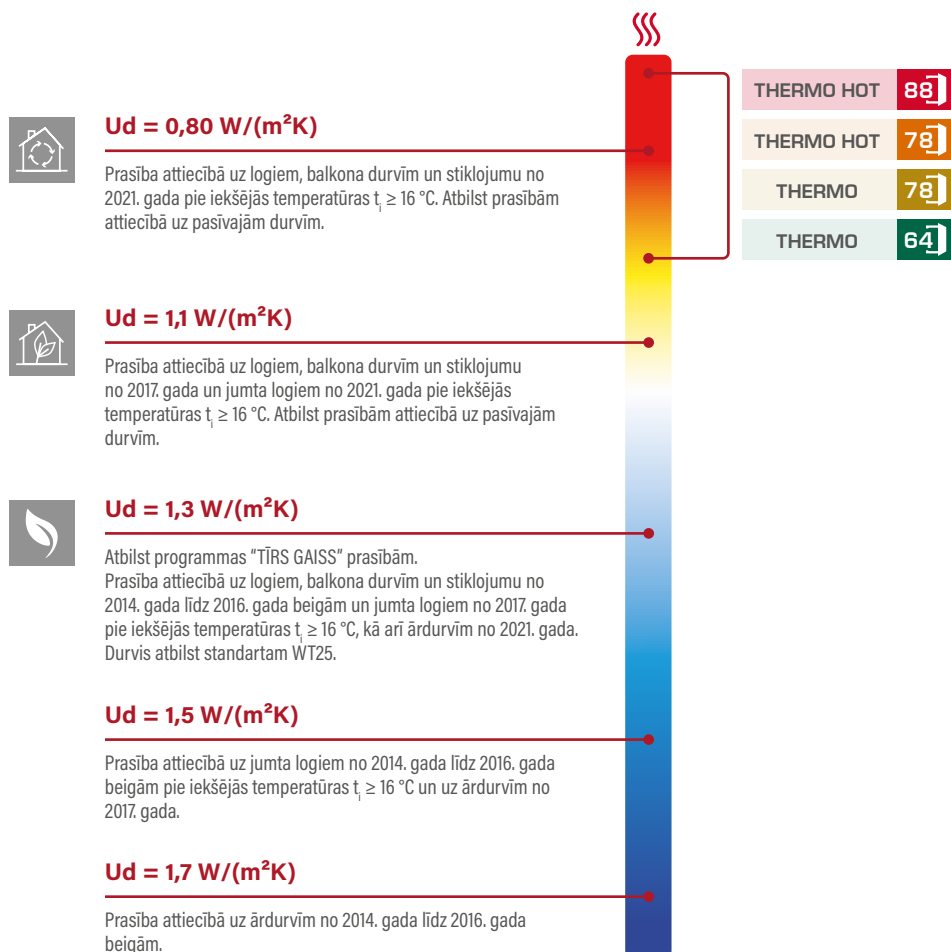 Ud = 0,80 W/(m²K)
Prasība attiecībā uz logiem, balkona durvīm un stiklojumu no
2021. gada pie iekšējās temperatūras tᵢ ≥ 16 °C. Atbilst prasībām
attiecībā uz pasīvajām durvīm.
THERMO HOT 88
THERMO HOT 78
THERMO 78
THERMO 64
Ud = 1,1 W/(m²K)
Prasība attiecībā uz logiem, balkona durvīm un stiklojumu
no 2017. gada un jumta logiem no 2021. gada pie iekšējās
temperatūras tᵢ ≥ 16 °C. Atbilst prasībām attiecībā uz pasīvajām
durvīm.
Ud = 1,3 W/(m²K)
Atbilst programmas "TĪRS GAISS" prasībām.
Prasība attiecībā uz logiem, balkona durvīm un stiklojumu no
2014. gada līdz 2016. gada beigām un jumta logiem no 2017. gada
pie iekšējās temperatūras tᵢ ≥ 16 °C, kā arī ārdurvīm no 2021. gada.
Durvis atbilst standartam WT25.
Ud = 1,5 W/(m²K)
Prasība attiecībā uz jumta logiem no 2014. gada līdz 2016. gada
beigām pie iekšējās temperatūras tᵢ ≥ 16 °C un uz ārdurvīm no
2017. gada.
Ud = 1,7 W/(m²K)
Prasība attiecībā uz ārdurvīm no 2014. gada līdz 2016. gada
beigām.